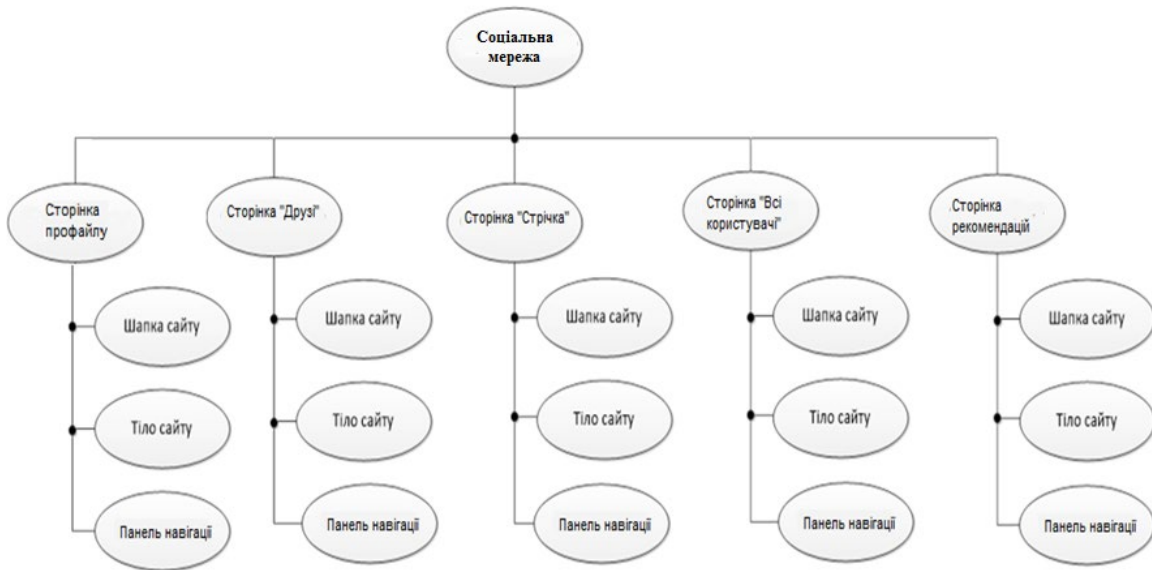 Соціальна
мережа
Сторінка
профайлу
Сторінка "Друзі"
Сторінка "Стрічка"
Сторінка "Всі
користувачі"
Сторінка
рекомендацій
Шапка сайту
Шапка сайту
Шапка сайту
Шапка сайту
Шапка сайту
Тіло сайту
Тіло сайту
Тіло сайту
Тіло сайту
Тіло сайту
Панель навігації
Панель навігації
Панель навігації
Панель навігації
Панель навігації